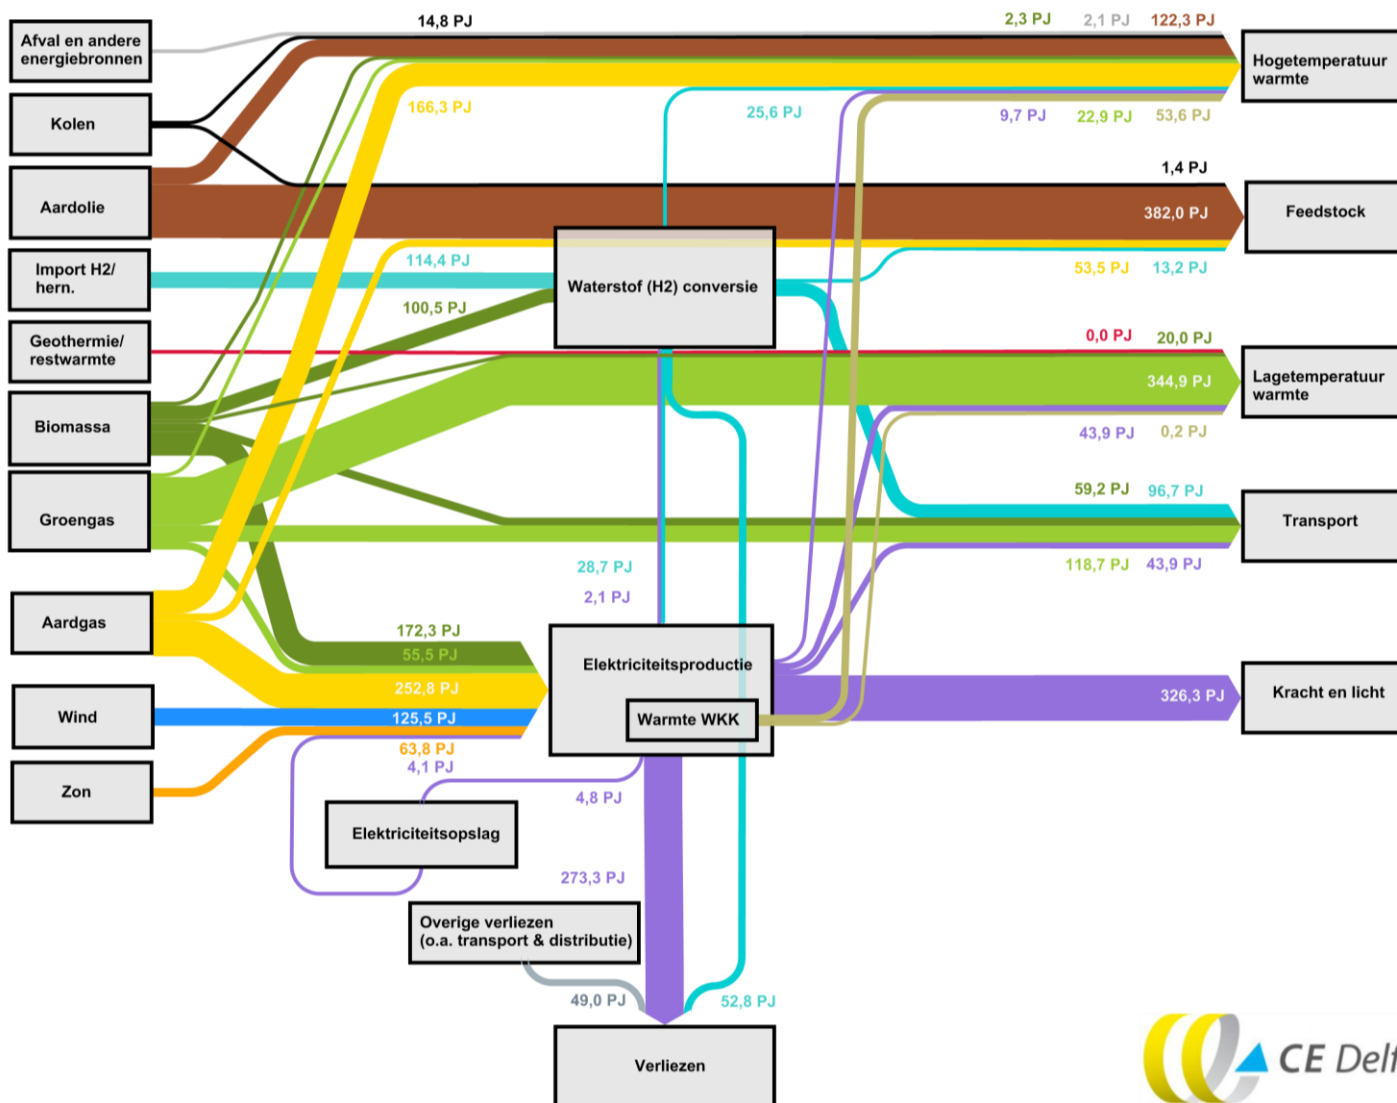 14,8 PJ
2,3 PJ
2,1 PJ
122,3 PJ
Afval en andere
energiebronnen
Hogetemperatuur
warmte
166,3 PJ
25,6 PJ
9,7 PJ
22,9 PJ
53,6 PJ
Kolen
1,4 PJ
Aardolie
382,0 PJ
Feedstock
Import H2/
hern.
114,4 PJ
Waterstof (H2) conversie
53,5 PJ
13,2 PJ
100,5 PJ
Geothermie/
restwarmte
0,0 PJ
20,0 PJ
344,9 PJ
Lagetemperatuur
warmte
Biomassa
43,9 PJ
0,2 PJ
Groengas
59,2 PJ
96,7 PJ
Transport
28,7 PJ
118,7 PJ
43,9 PJ
2,1 PJ
Aardgas
172,3 PJ
55,5 PJ
Elektriciteitsproductie
252,8 PJ
326,3 PJ
Kracht en licht
Wind
125,5 PJ
Warmte WKK
63,8 PJ
4,1 PJ
Zon
4,8 PJ
Elektriciteitsopslag
273,3 PJ
Overige verliezen
(o.a. transport & distributie)
49,0 PJ
52,8 PJ
Verliezen
CE Delf